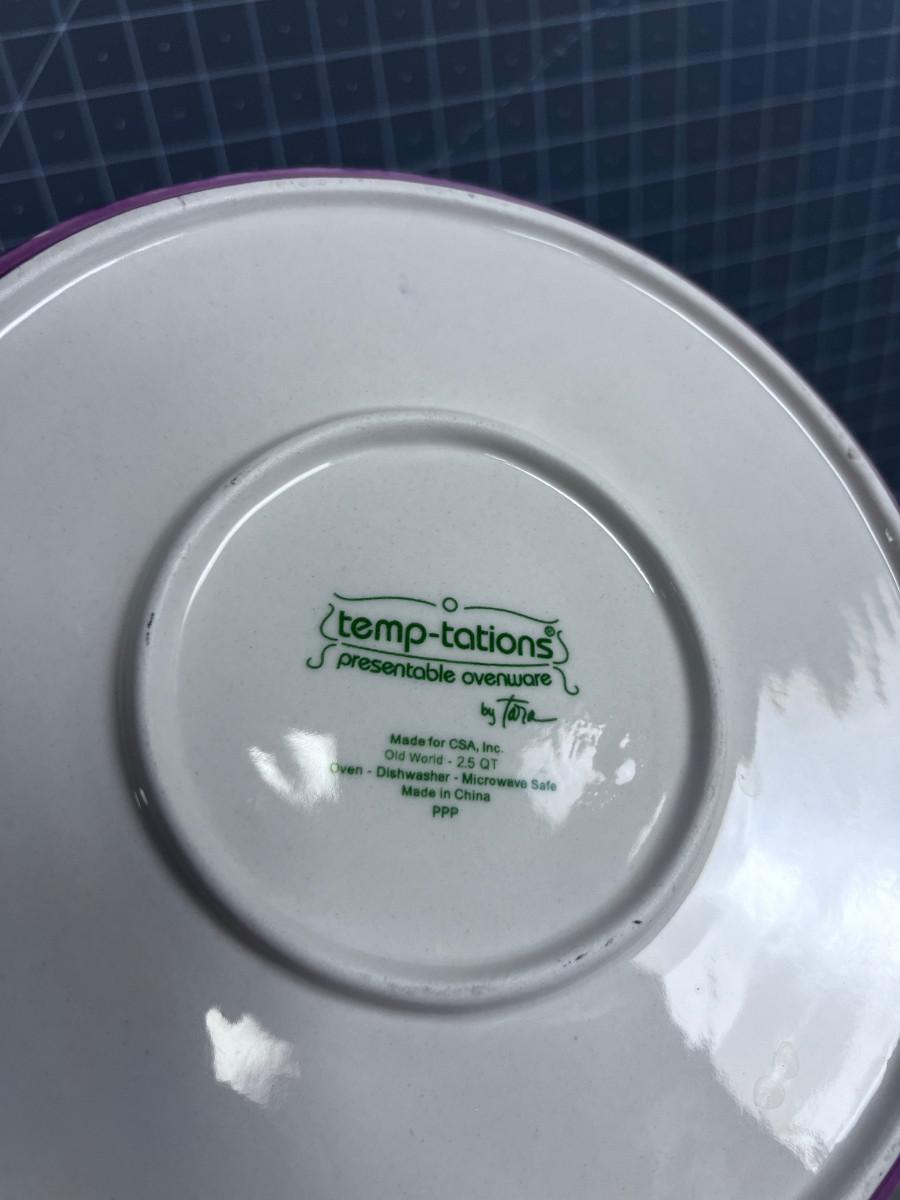 temp-tations®
presentable ovenware
by Tara
Made for CSA, Inc.
Old World - 2.5 QT
Oven - Dishwasher - Microwave Safe
Made in China
PPP